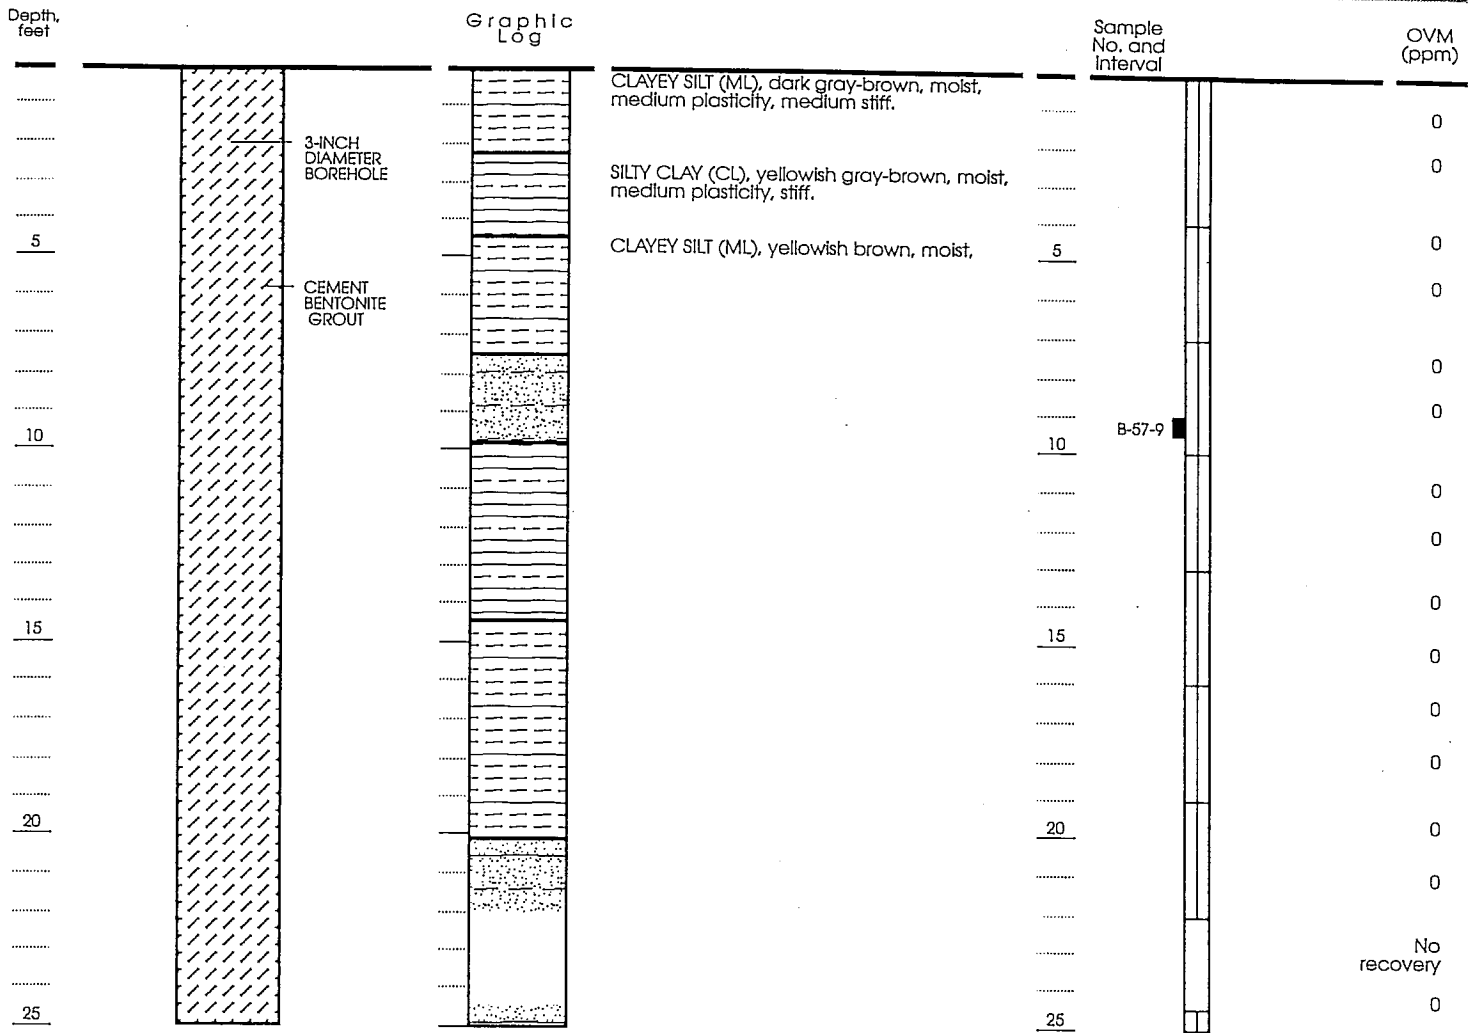 Depth,
feet
Graphic
Log
Sample
No. and
Interval
OVM
(ppm)
CLAYEY SILT (ML), dark gray-brown, moist,
medium plasticity, medium stiff.
0
3-INCH
DIAMETER
BOREHOLE
0
SILTY CLAY (CL), yellowish gray-brown, moist,
medium plasticity, stiff.
5
CLAYEY SILT (ML), yellowish brown, moist,
5
0
CEMENT
BENTONITE
GROUT
0
0
0
10
B-57-9
10
0
0
0
15
15
0
0
0
20
20
0
0
No
recovery
0
25
25